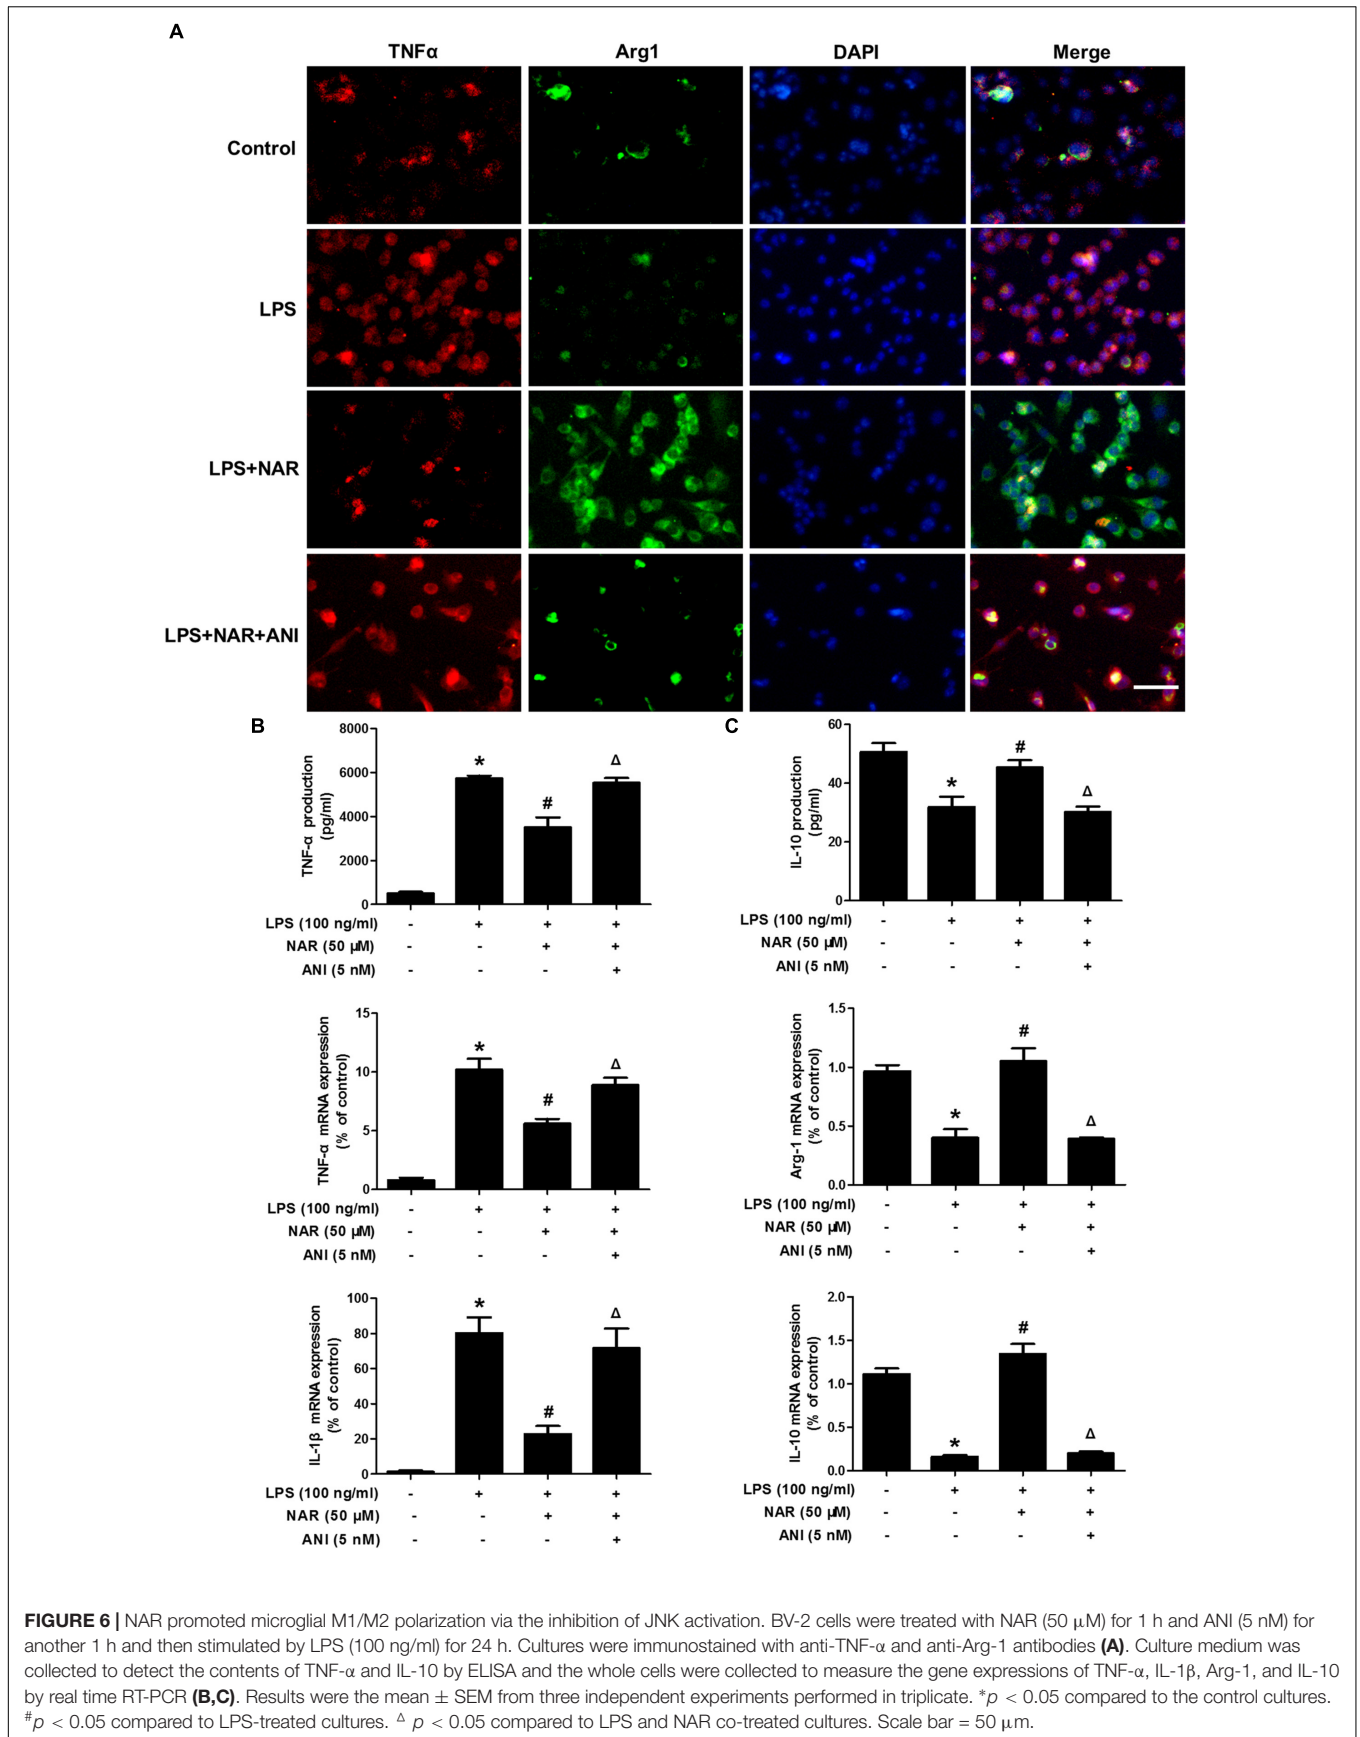 A
TNFα Arg1 DAPI Merge
Control
LPS
LPS+NAR
LPS+NAR+ANI
B
TNF-α production
(pg/ml)
8000
6000
4000
2000
0
* # Δ
LPS (100 ng/ml) - + + +
NAR (50 µM) - - + +
ANI (5 nM) - - - +
TNF-α mRNA expression
(% of control)
15
10
5
0
* # Δ
LPS (100 ng/ml) - + + +
NAR (50 µM) - - + +
ANI (5 nM) - - - +
IL-1β mRNA expression
(% of control)
100
80
60
40
20
0
* # Δ
LPS (100 ng/ml) - + + +
NAR (50 µM) - - + +
ANI (5 nM) - - - +
C
IL-10 production
(pg/ml)
60
40
20
0
* # Δ
LPS (100 ng/ml) - + + +
NAR (50 µM) - - + +
ANI (5 nM) - - - +
Arg-1 mRNA expression
(% of control)
1.5
1.0
0.5
0.0
* # Δ
LPS (100 ng/ml) - + + +
NAR (50 µM) - - + +
ANI (5 nM) - - - +
IL-10 mRNA expression
(% of control)
2.0
1.5
1.0
0.5
0.0
* # Δ
LPS (100 ng/ml) - + + +
NAR (50 µM) - - + +
ANI (5 nM) - - - +
FIGURE 6 | NAR promoted microglial M1/M2 polarization via the inhibition of JNK activation. BV-2 cells were treated with NAR (50 μM) for 1 h and ANI (5 nM) for
another 1 h and then stimulated by LPS (100 ng/ml) for 24 h. Cultures were immunostained with anti-TNF-α and anti-Arg-1 antibodies (A). Culture medium was
collected to detect the contents of TNF-α and IL-10 by ELISA and the whole cells were collected to measure the gene expressions of TNF-α, IL-1β, Arg-1, and IL-10
by real time RT-PCR (B,C). Results were the mean ± SEM from three independent experiments performed in triplicate. *p < 0.05 compared to the control cultures.
#p < 0.05 compared to LPS-treated cultures. Δ p < 0.05 compared to LPS and NAR co-treated cultures. Scale bar = 50 μm.